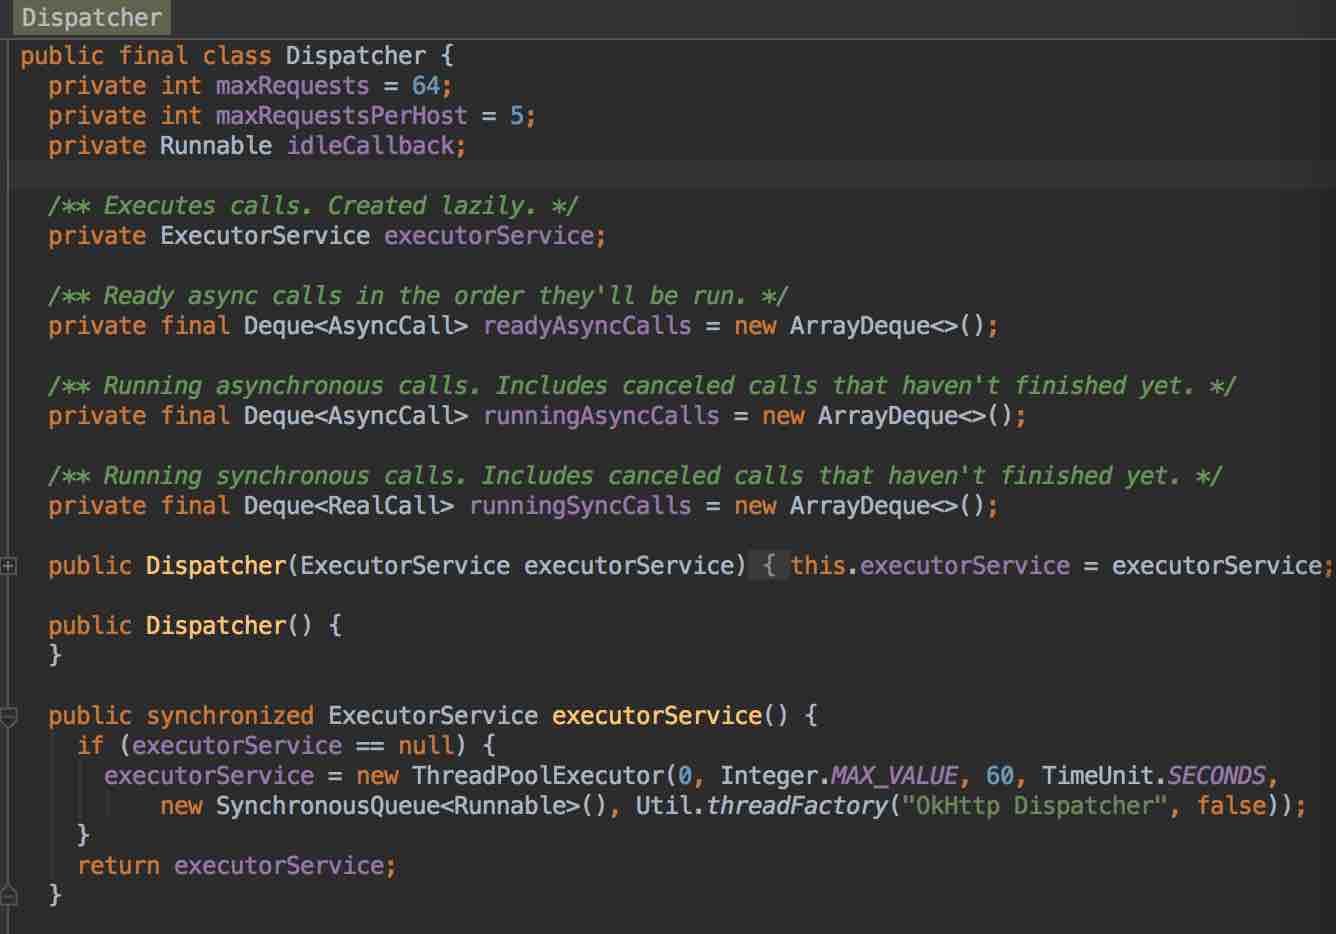 Dispatcher
public final class Dispatcher {
private int maxRequests = 64;
private int maxRequestsPerHost = 5;
private Runnable idleCallback;
/** Executes calls. Created lazily. */
private ExecutorService executorService;
/** Ready async calls in the order they'll be run. */
private final Deque<AsyncCall> readyAsyncCalls = new ArrayDeque<>();
/** Running asynchronous calls. Includes canceled calls that haven't finished yet. */
private final Deque<AsyncCall> runningAsyncCalls = new ArrayDeque<>();
/** Running synchronous calls. Includes canceled calls that haven't finished yet. */
private final Deque<RealCall> runningSyncCalls = new ArrayDeque<>();
public Dispatcher(ExecutorService executorService) { this.executorService = executorService;
public Dispatcher() {
}
public synchronized ExecutorService executorService() {
if (executorService == null) {
executorService = new ThreadPoolExecutor(0, Integer.MAX_VALUE, 60, TimeUnit.SECONDS,
new SynchronousQueue<Runnable>(), Util.threadFactory("OkHttp Dispatcher", false));
}
return executorService;
}